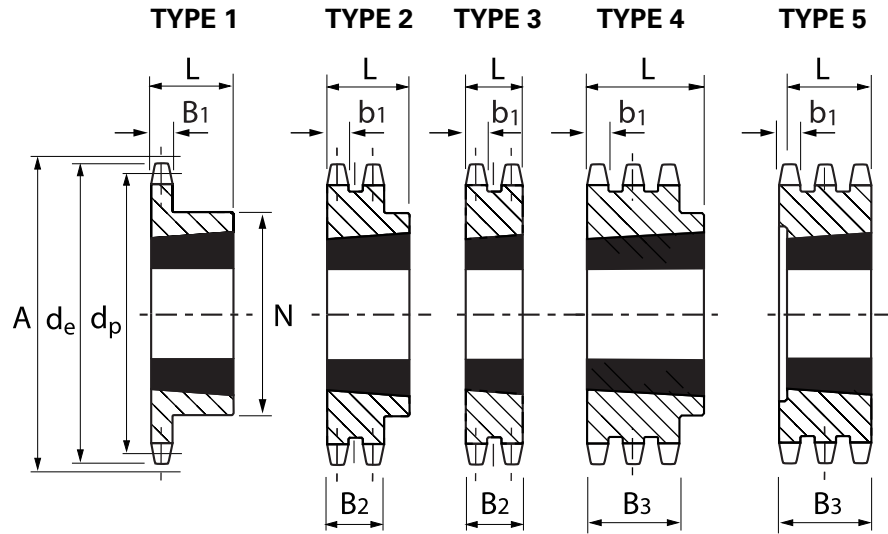 TYPE 1 TYPE 2 TYPE 3 TYPE 4 TYPE 5
L L L L L
B1 b1 b1 b1 b1
A de dp N
B2 B2 B3 B3